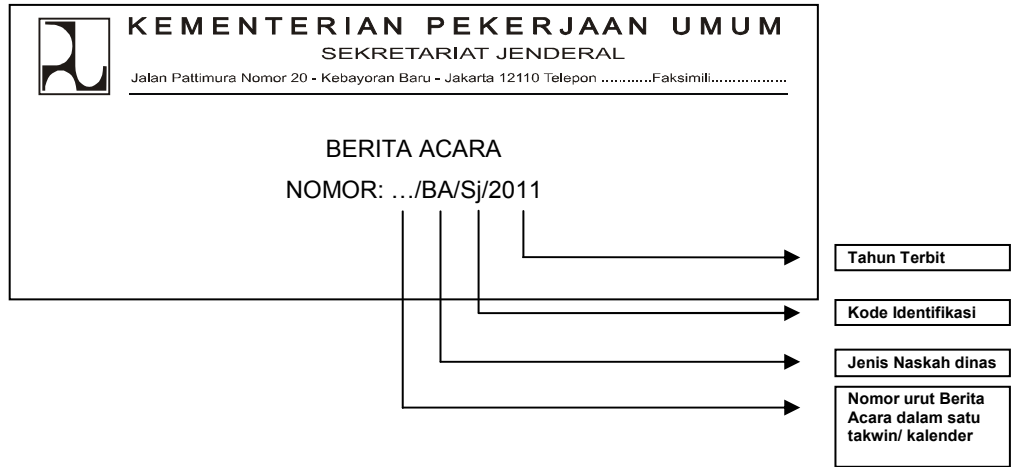 KEMENTERIAN PEKERJAAN UMUM
SEKRETARIAT JENDERAL
Jalan Pattimura Nomor 20 - Kebayoran Baru - Jakarta 12110 Telepon ............Faksimili.................
BERITA ACARA
NOMOR: …/BA/Sj/2011
Tahun Terbit
Kode Identifikasi
Jenis Naskah dinas
Nomor urut Berita
Acara dalam satu
takwin/ kalender